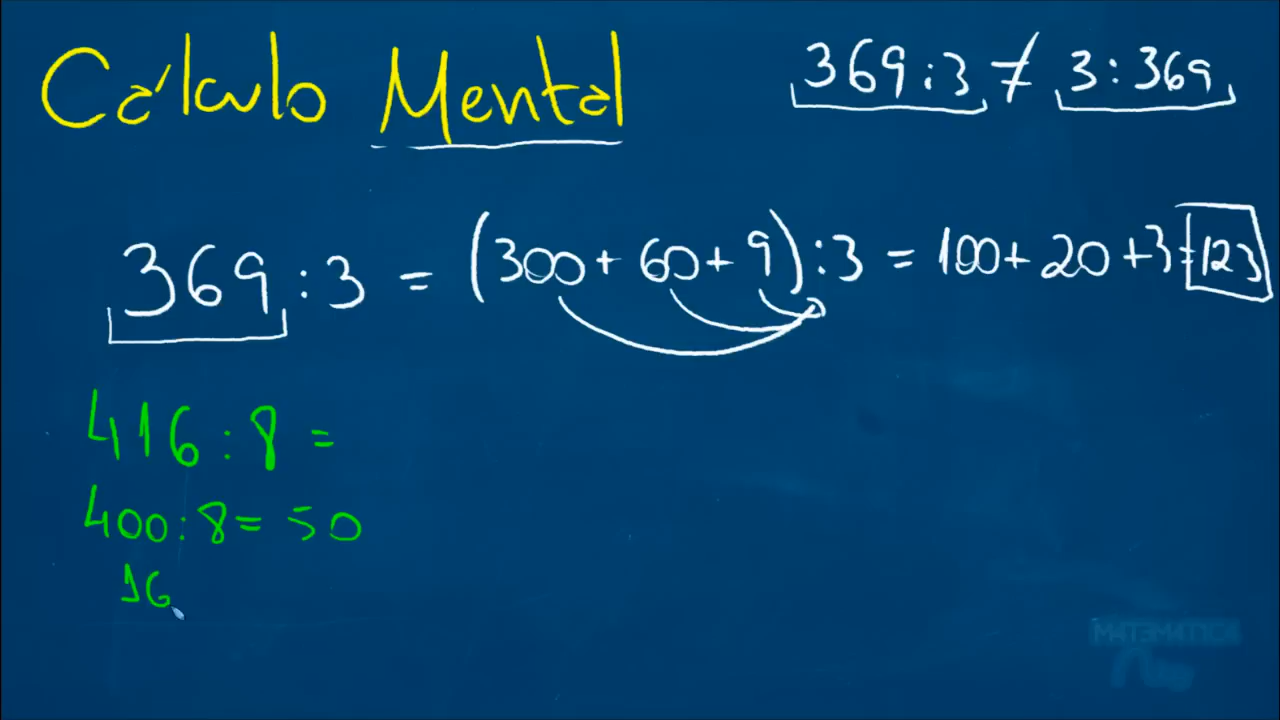 Cálculo Mental
369:3 ≠ 3:369
369:3 = (300+60+9):3 = 100+20+3=123
416:8=
400:8=50
16
MATEMÁTICA